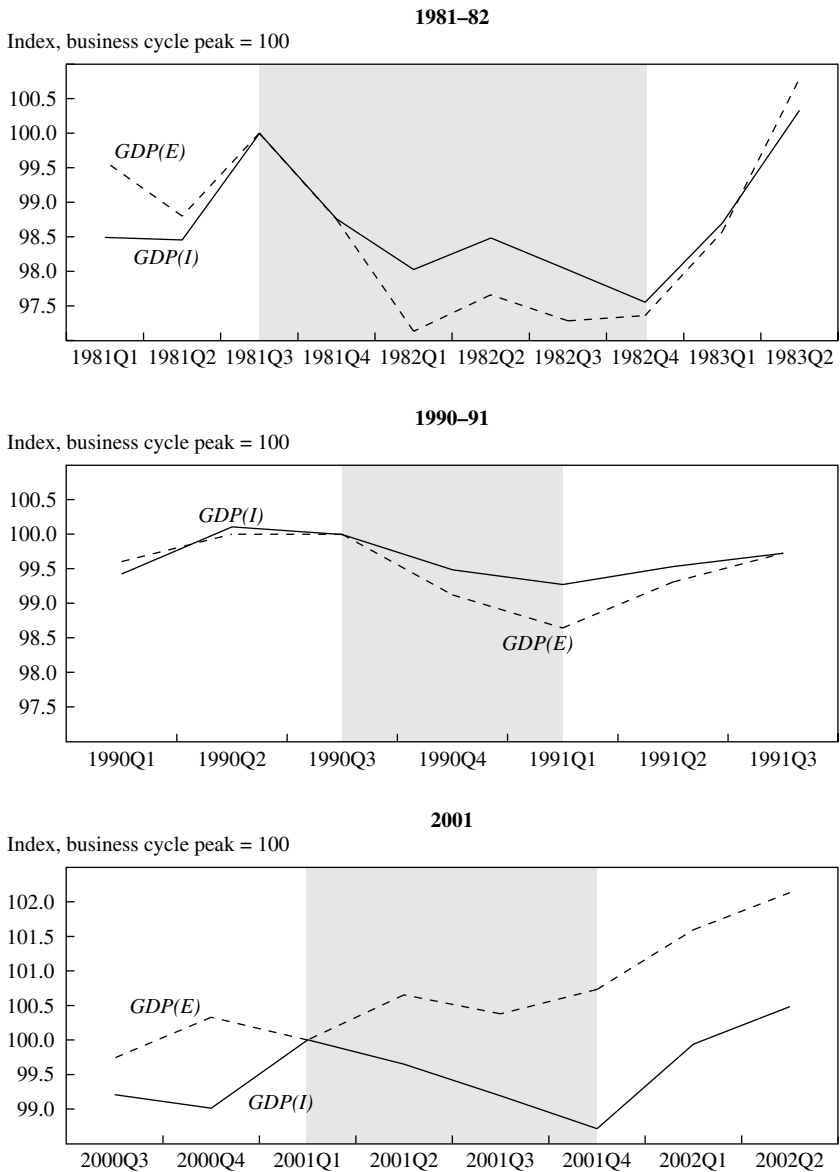 1981–82
Index, business cycle peak = 100
100.5
100.0
99.5
99.0
98.5
98.0
97.5
GDP(E)
GDP(I)
1981Q1 1981Q2 1981Q3 1981Q4 1982Q1 1982Q2 1982Q3 1982Q4 1983Q1 1983Q2
1990–91
Index, business cycle peak = 100
100.5
100.0
99.5
99.0
98.5
98.0
97.5
GDP(I)
GDP(E)
1990Q1 1990Q2 1990Q3 1990Q4 1991Q1 1991Q2 1991Q3
2001
Index, business cycle peak = 100
102.0
101.5
101.0
100.5
100.0
99.5
99.0
GDP(E)
GDP(I)
2000Q3 2000Q4 2001Q1 2001Q2 2001Q3 2001Q4 2002Q1 2002Q2